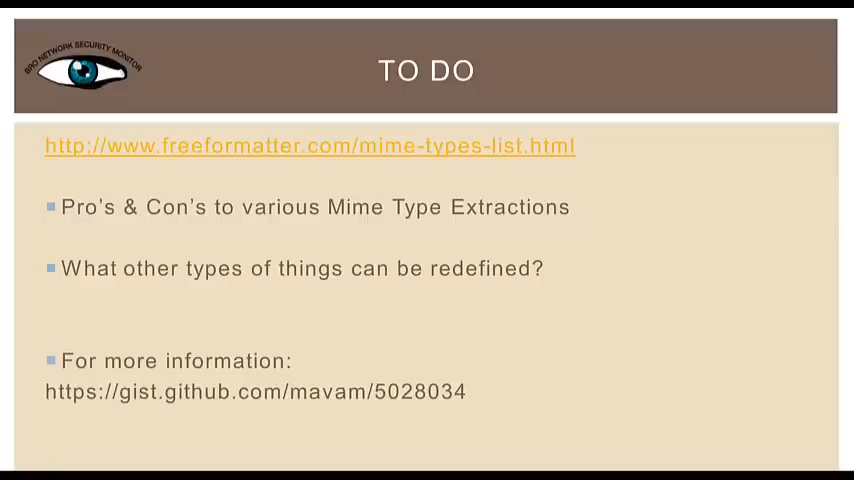 BRO NETWORK SECURITY MONITOR
TO DO
http://www.freeformatter.com/mime-types-list.html
Pro's & Con's to various Mime Type Extractions
What other types of things can be redefined?
For more information:
https://gist.github.com/mavam/5028034